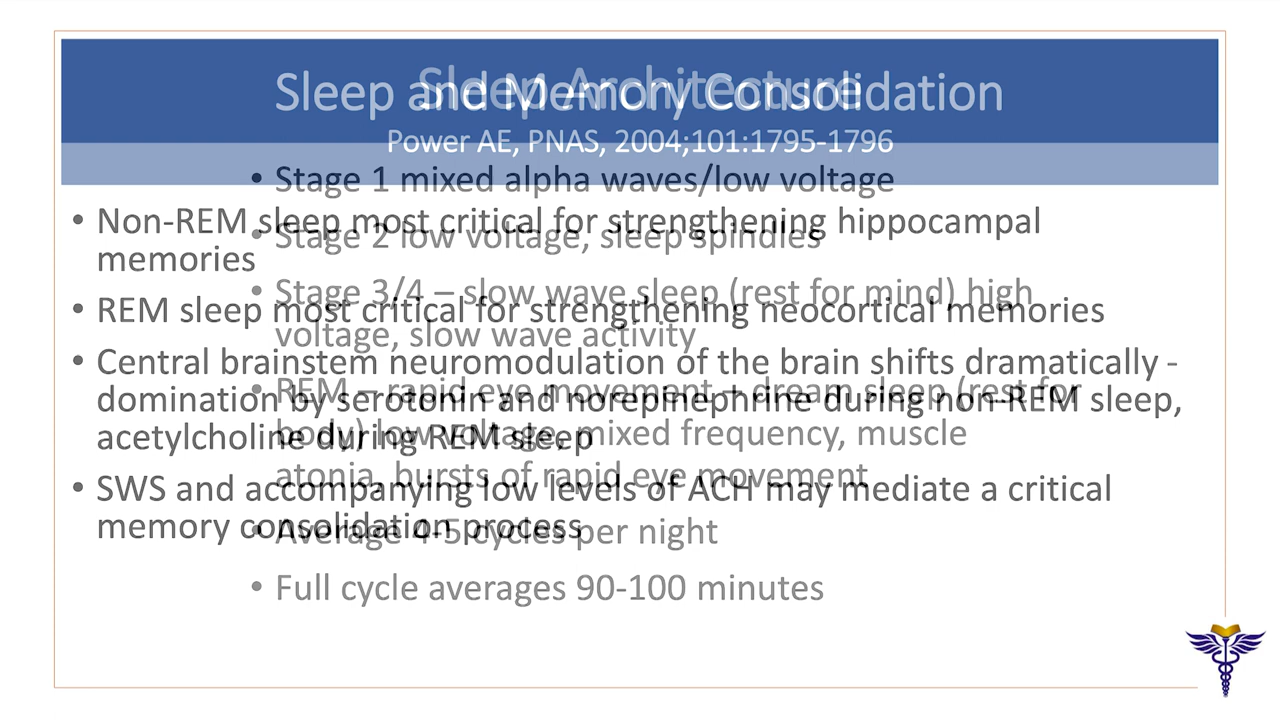 Sleep Architecture
Stage 1 mixed alpha waves/low voltage
Stage 2 low voltage, sleep spindles
Stage 3/4 – slow wave sleep (rest for mind) high
voltage, slow wave activity
REM – rapid eye movement – dream sleep (rest for
body) low voltage, mixed frequency, muscle
atonia, bursts of rapid eye movement
Average 4-5 cycles per night
Full cycle averages 90-100 minutes
Sleep and Memory Consolidation
Power AE, PNAS, 2004;101:1795-1796
Non-REM sleep most critical for strengthening hippocampal
memories
REM sleep most critical for strengthening neocortical memories
Central brainstem neuromodulation of the brain shifts dramatically -
domination by serotonin and norepinephrine during non-REM sleep,
acetylcholine during REM sleep
SWS and accompanying low levels of ACH may mediate a critical
memory consolidation process